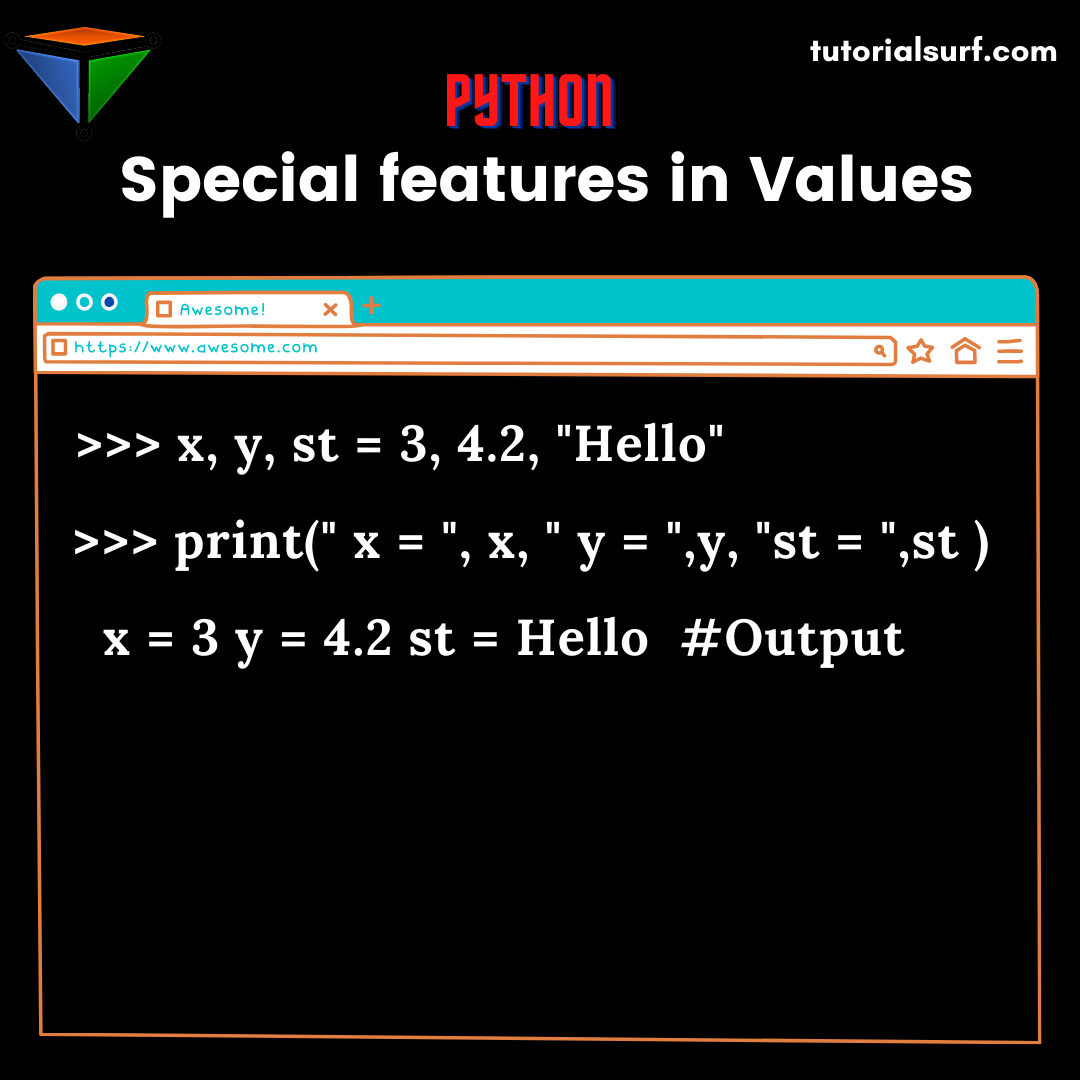 tutorialsurf.com
PYTHON
Special features in Values
Awesome!
https://www.awesome.com
>>> x, y, st = 3, 4.2, "Hello"
>>> print(" x = ", x, " y = ",y, "st = ",st )
x = 3 y = 4.2 st = Hello  #Output